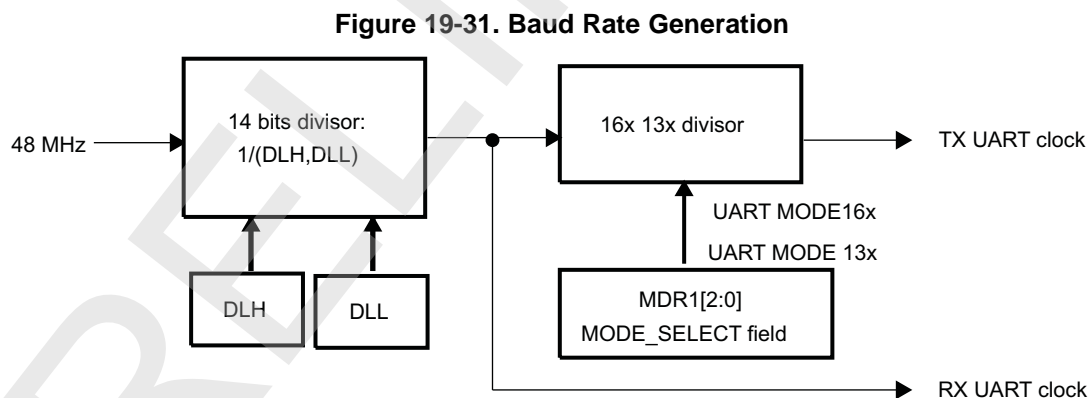 Figure 19-31. Baud Rate Generation
48 MHz
14 bits divisor:
1/(DLH,DLL)
16x 13x divisor
TX UART clock
UART MODE16x
UART MODE 13x
DLH
DLL
MDR1[2:0]
MODE_SELECT field
RX UART clock